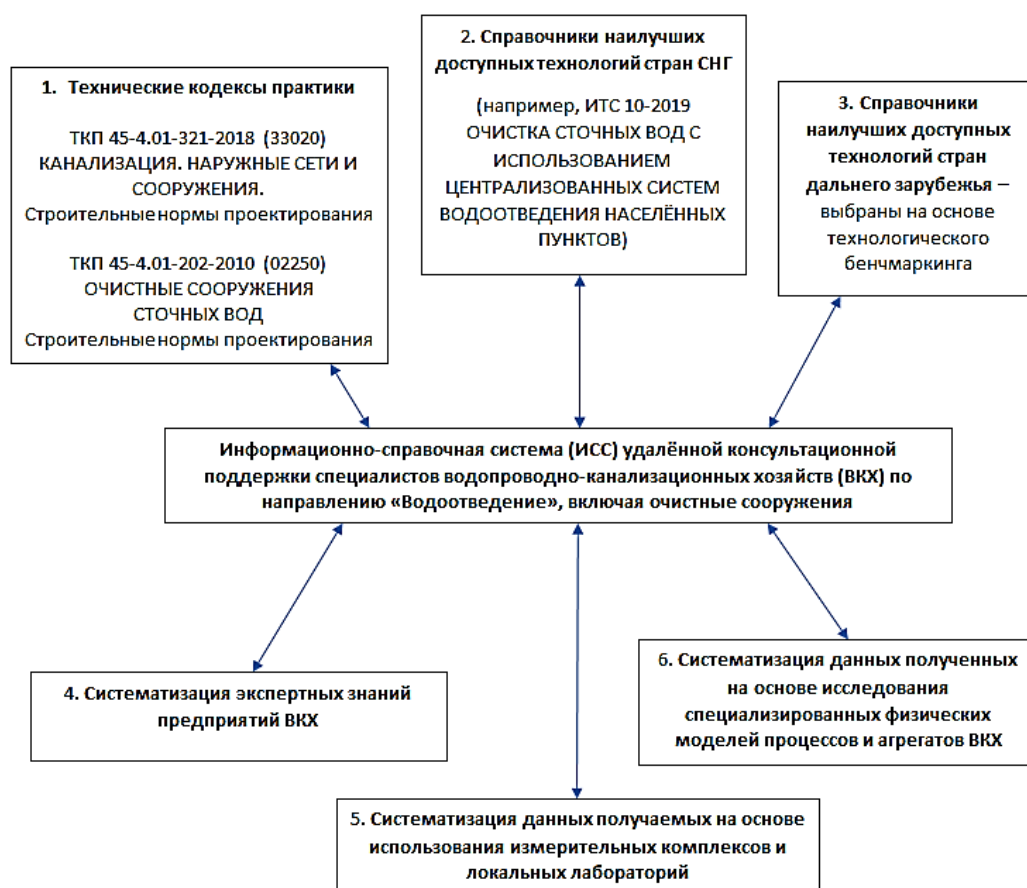 1. Технические кодексы практики
ТКП 45-4.01-321-2018 (33020)
КАНАЛИЗАЦИЯ. НАРУЖНЫЕ СЕТИ И
СООРУЖЕНИЯ.
Строительные нормы проектирования
ТКП 45-4.01-202-2010 (02250)
ОЧИСТНЫЕ СООРУЖЕНИЯ
СТОЧНЫХ ВОД
Строительные нормы проектирования
2. Справочники наилучших
доступных технологий стран СНГ
(например, ИТС 10-2019
ОЧИСТКА СТОЧНЫХ ВОД С
ИСПОЛЬЗОВАНИЕМ
ЦЕНТРАЛИЗОВАННЫХ СИСТЕМ
ВОДООТВЕДЕНИЯ НАСЕЛЁННЫХ
ПУНКТОВ)
3. Справочники
наилучших доступных
технологий стран
дальнего зарубежья –
выбраны на основе
технологического
бенчмаркинга
Информационно-справочная система (ИСС) удалённой консультационной
поддержки специалистов водопроводно-канализационных хозяйств (ВКХ) по
направлению «Водоотведение», включая очистные сооружения
4. Систематизация экспертных знаний
предприятий ВКХ
6. Систематизация данных полученных
на основе исследования
специализированных физических
моделей процессов и агрегатов ВКХ
5. Систематизация данных получаемых на основе
использования измерительных комплексов и
локальных лабораторий